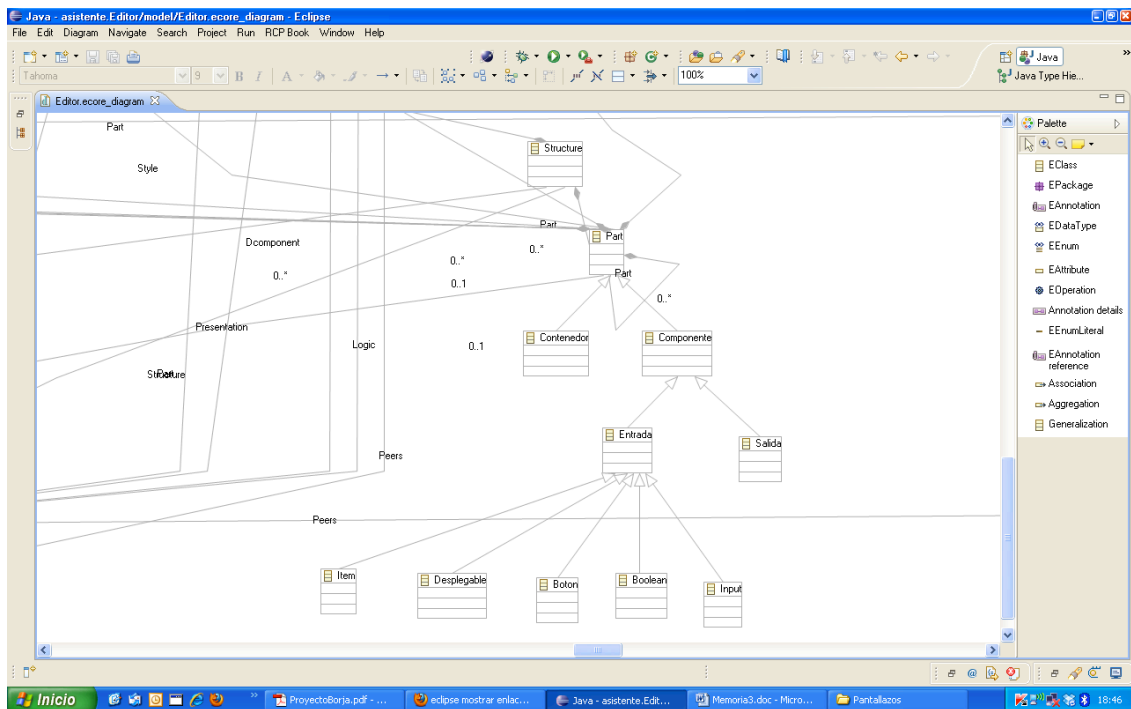 Java - asistente.Editor/model/Editor.ecore_diagram - Eclipse
File Edit Diagram Navigate Search Project Run RCP Book Window Help
Java
Tahoma 9 B I A 100% Java Type Hie...
Editor.ecore_diagram
Part
Style
Structure
Part
Dcomponent
0..*
Part
0..*
0..*
0..1
Part
0..*
Presentation
Logic
0..1
Contenedor
Componente
Structure
Part
Entrada
Salida
Peers
Peers
Item
Desplegable
Boton
Boolean
Input
Palette
EClass
EPackage
EAnnotation
EDataType
EEnum
EAttribute
EOperation
Annotation details
EEnumLiteral
EAnnotation
reference
Association
Aggregation
Generalization
Inicio
ProyectoBorja.pdf - ...
eclipse mostrar enlac...
Java - asistente.Edit...
Memoria3.doc - Micro...
Pantallazos
18:46